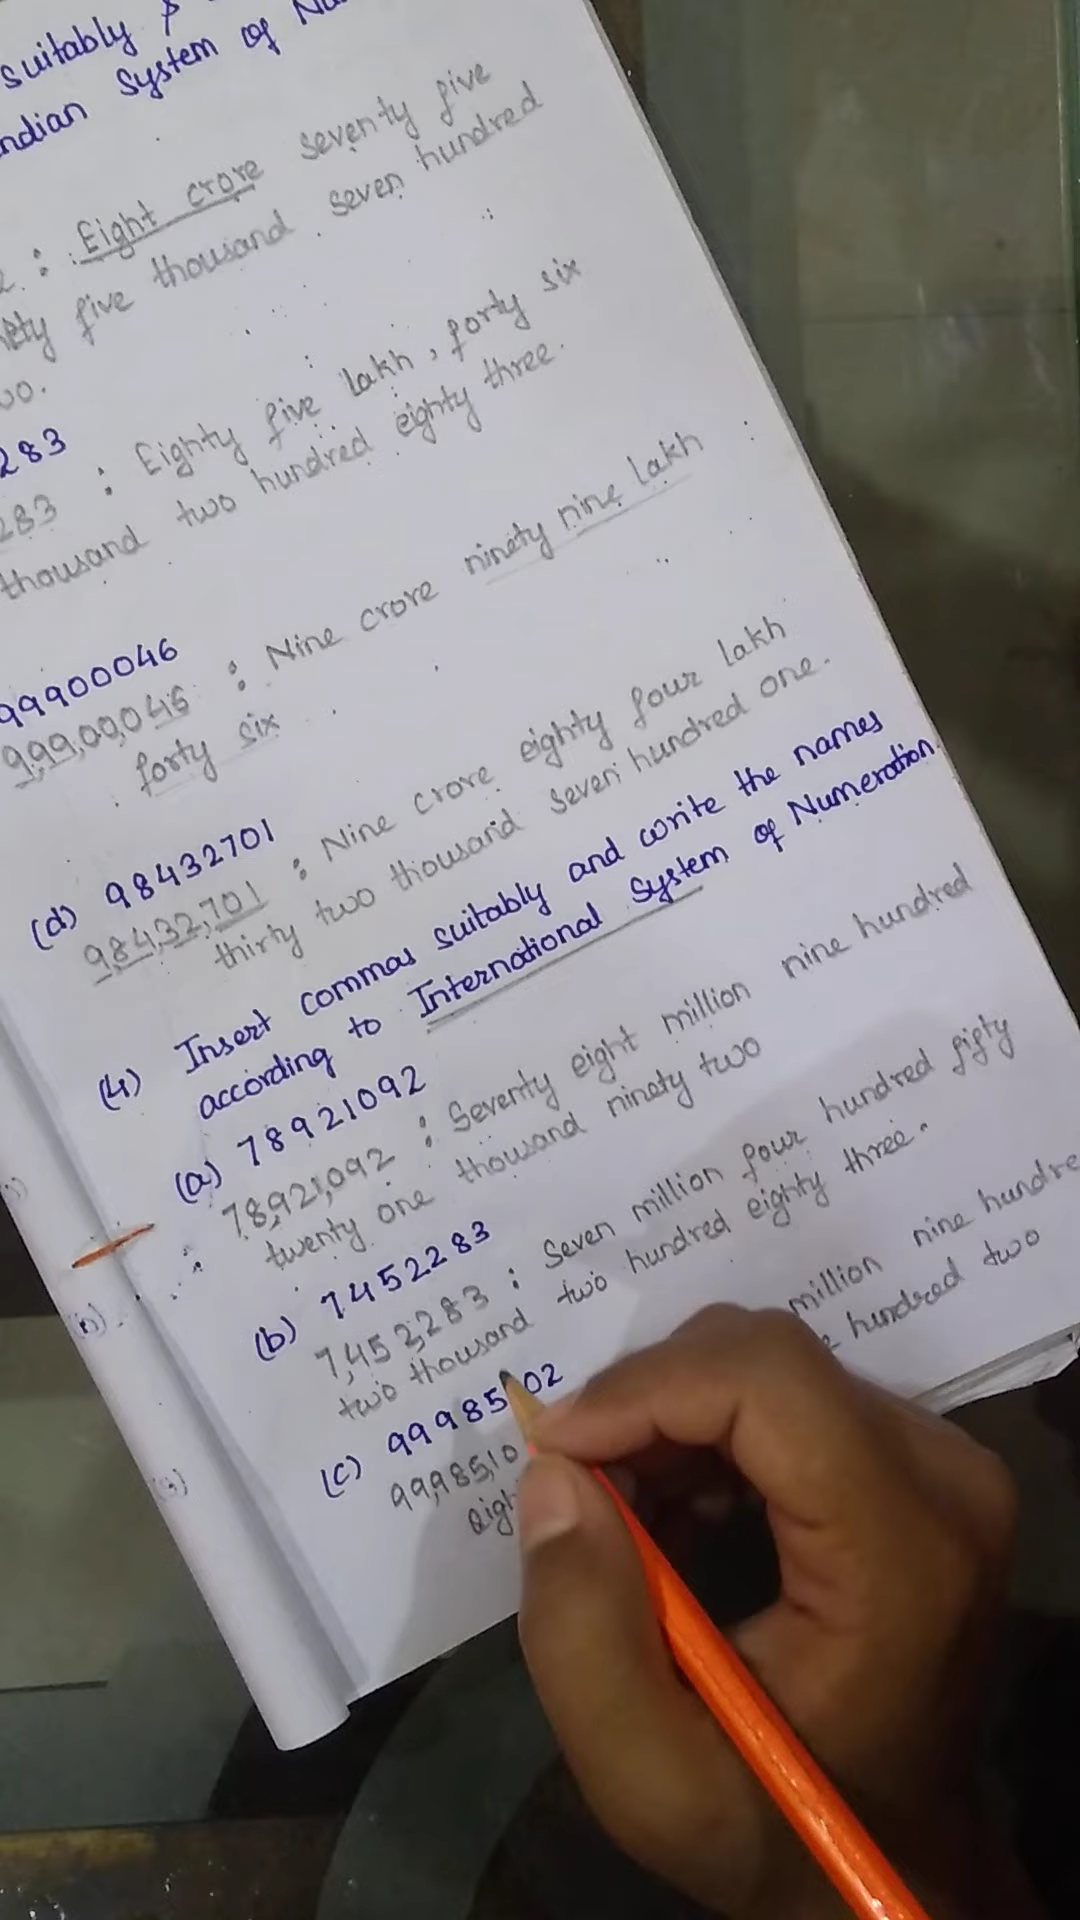 suitably
Indian System of
: Eight crore seventy five
five thousand seven hundred
283
283 : Eighty five lakh, forty six
thousand two hundred eighty three.
99900046
9,99,00,046 : Nine crore ninety nine lakh
forty six
(d) 98432701
9,84,32,701 : Nine crore eighty four lakh
thirty two thousand seven hundred one.
(4) Insert commas suitably and write the names
according to International System of Numeration.
(a) 78921092
78,921,092 : Seventy eight million nine hundred
twenty one thousand ninety two
(b) 7452283
7,452,283 : Seven million four hundred fifty
two thousand two hundred eighty three.
(c) 99985102
99,985,10 million nine hundre
hundred two